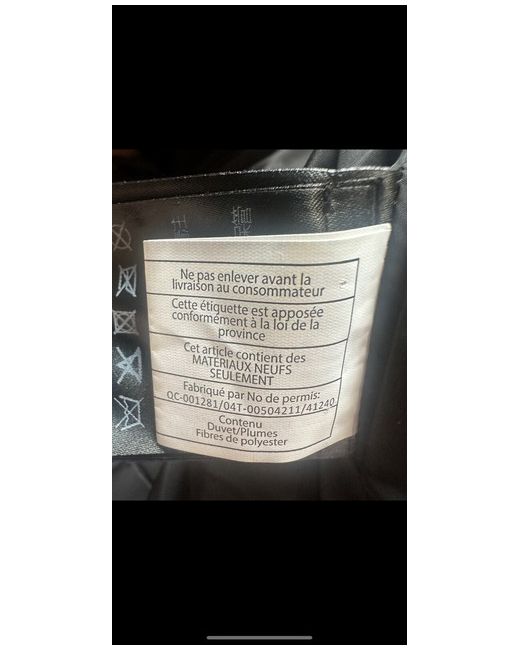 Ne pas enlever avant la
livraison au consommateur
Cette étiquette est apposée
conformément à la loi de la
province
Cet article contient des
MATÉRIAUX NEUFS
SEULEMENT
Fabriqué par No de permis:
QC-001281/04T-00504211/41240
Contenu
Duvet/Plumes
Fibres de polyester
保管